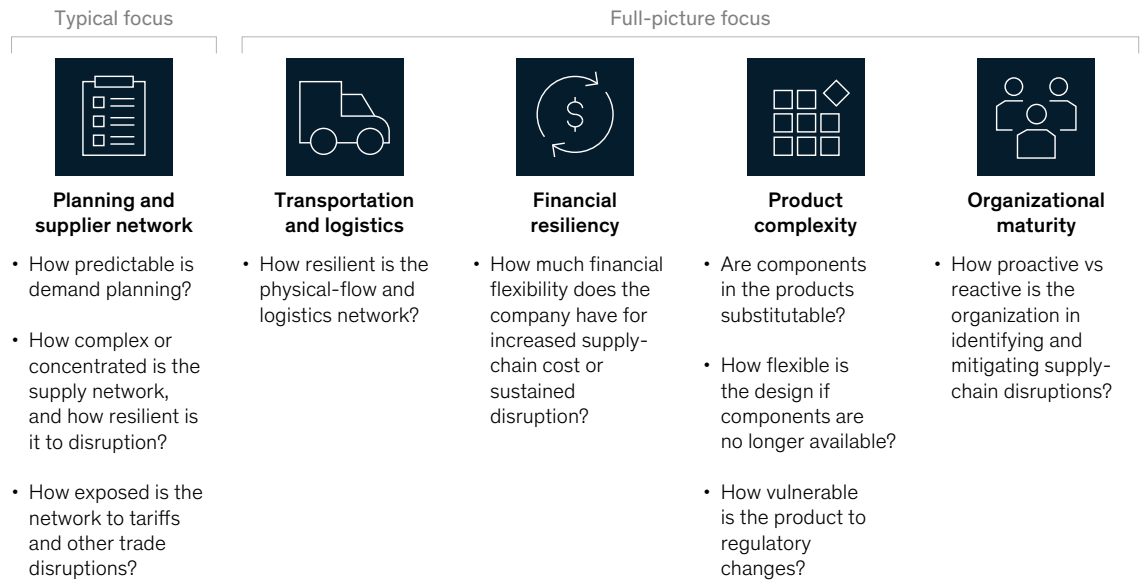 Typical focus
Full-picture focus
Planning and
supplier network
• How predictable is
demand planning?
• How complex or
concentrated is the
supply network,
and how resilient is
it to disruption?
• How exposed is the
network to tariffs
and other trade
disruptions?
$
Transportation
and logistics
• How resilient is the
physical-flow and
logistics network?
Financial
resiliency
• How much financial
flexibility does the
company have for
increased supply-
chain cost or
sustained
disruption?
Product
complexity
• Are components
in the products
substitutable?
• How flexible is
the design if
components are
no longer available?
• How vulnerable
is the product to
regulatory
changes?
Organizational
maturity
• How proactive vs
reactive is the
organization in
identifying and
mitigating supply-
chain disruptions?